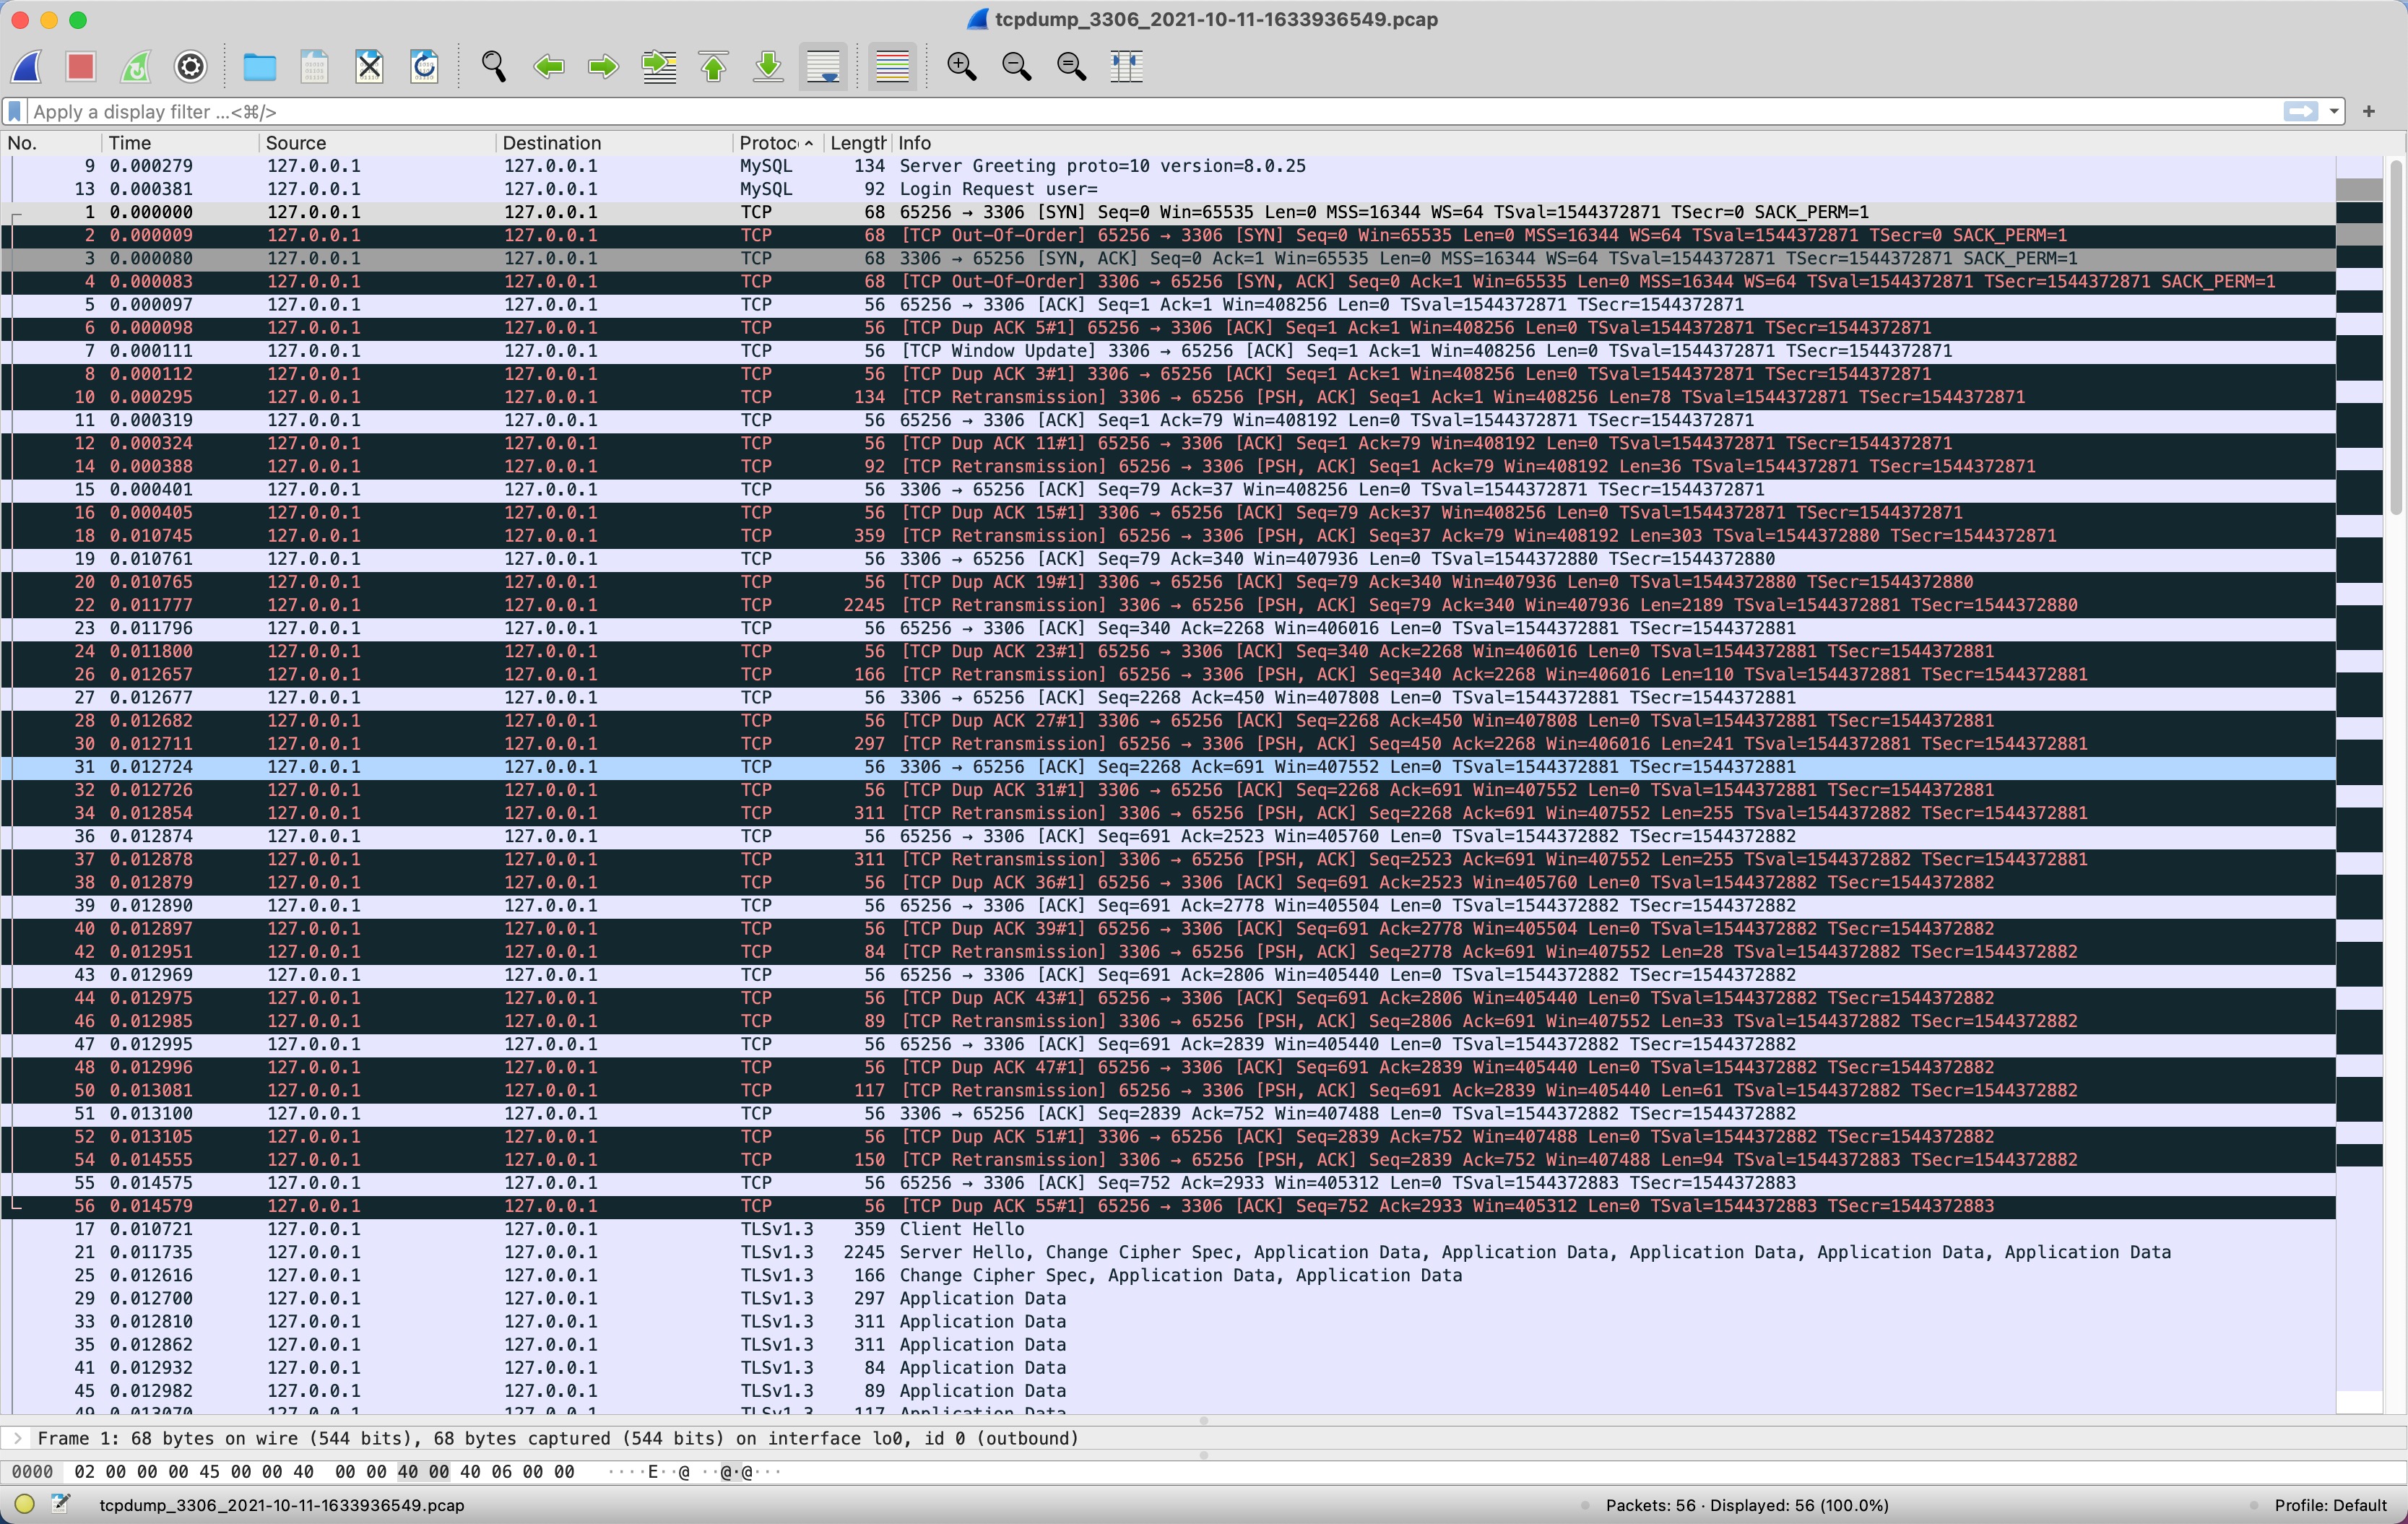 tcpdump_3306_2021-10-11-1633936549.pcap
Apply a display filter ...<⌘/>
+
No. Time Source Destination Protoc Length Info
9 0.000279 127.0.0.1 127.0.0.1 MySQL 134 Server Greeting proto=10 version=8.0.25
13 0.000381 127.0.0.1 127.0.0.1 MySQL 92 Login Request user=
1 0.000000 127.0.0.1 127.0.0.1 TCP 68 65256 → 3306 [SYN] Seq=0 Win=65535 Len=0 MSS=16344 WS=64 TSval=1544372871 TSecr=0 SACK_PERM=1
2 0.000009 127.0.0.1 127.0.0.1 TCP 68 [TCP Out-Of-Order] 65256 → 3306 [SYN] Seq=0 Win=65535 Len=0 MSS=16344 WS=64 TSval=1544372871 TSecr=0 SACK_PERM=1
3 0.000080 127.0.0.1 127.0.0.1 TCP 68 3306 → 65256 [SYN, ACK] Seq=0 Ack=1 Win=65535 Len=0 MSS=16344 WS=64 TSval=1544372871 TSecr=1544372871 SACK_PERM=1
4 0.000083 127.0.0.1 127.0.0.1 TCP 68 [TCP Out-Of-Order] 3306 → 65256 [SYN, ACK] Seq=0 Ack=1 Win=65535 Len=0 MSS=16344 WS=64 TSval=1544372871 TSecr=1544372871 SACK_PERM=1
5 0.000097 127.0.0.1 127.0.0.1 TCP 56 65256 → 3306 [ACK] Seq=1 Ack=1 Win=408256 Len=0 TSval=1544372871 TSecr=1544372871
6 0.000098 127.0.0.1 127.0.0.1 TCP 56 [TCP Dup ACK 5#1] 65256 → 3306 [ACK] Seq=1 Ack=1 Win=408256 Len=0 TSval=1544372871 TSecr=1544372871
7 0.000111 127.0.0.1 127.0.0.1 TCP 56 [TCP Window Update] 3306 → 65256 [ACK] Seq=1 Ack=1 Win=408256 Len=0 TSval=1544372871 TSecr=1544372871
8 0.000112 127.0.0.1 127.0.0.1 TCP 56 [TCP Dup ACK 3#1] 3306 → 65256 [ACK] Seq=1 Ack=1 Win=408256 Len=0 TSval=1544372871 TSecr=1544372871
10 0.000295 127.0.0.1 127.0.0.1 TCP 134 [TCP Retransmission] 3306 → 65256 [PSH, ACK] Seq=1 Ack=1 Win=408256 Len=78 TSval=1544372871 TSecr=1544372871
11 0.000319 127.0.0.1 127.0.0.1 TCP 56 65256 → 3306 [ACK] Seq=1 Ack=79 Win=408192 Len=0 TSval=1544372871 TSecr=1544372871
12 0.000324 127.0.0.1 127.0.0.1 TCP 56 [TCP Dup ACK 11#1] 65256 → 3306 [ACK] Seq=1 Ack=79 Win=408192 Len=0 TSval=1544372871 TSecr=1544372871
14 0.000388 127.0.0.1 127.0.0.1 TCP 92 [TCP Retransmission] 65256 → 3306 [PSH, ACK] Seq=1 Ack=79 Win=408192 Len=36 TSval=1544372871 TSecr=1544372871
15 0.000401 127.0.0.1 127.0.0.1 TCP 56 3306 → 65256 [ACK] Seq=79 Ack=37 Win=408256 Len=0 TSval=1544372871 TSecr=1544372871
16 0.000405 127.0.0.1 127.0.0.1 TCP 56 [TCP Dup ACK 15#1] 3306 → 65256 [ACK] Seq=79 Ack=37 Win=408256 Len=0 TSval=1544372871 TSecr=1544372871
18 0.010745 127.0.0.1 127.0.0.1 TCP 359 [TCP Retransmission] 65256 → 3306 [PSH, ACK] Seq=37 Ack=79 Win=408192 Len=303 TSval=1544372880 TSecr=1544372871
19 0.010761 127.0.0.1 127.0.0.1 TCP 56 3306 → 65256 [ACK] Seq=79 Ack=340 Win=407936 Len=0 TSval=1544372880 TSecr=1544372880
20 0.010765 127.0.0.1 127.0.0.1 TCP 56 [TCP Dup ACK 19#1] 3306 → 65256 [ACK] Seq=79 Ack=340 Win=407936 Len=0 TSval=1544372880 TSecr=1544372880
22 0.011777 127.0.0.1 127.0.0.1 TCP 2245 [TCP Retransmission] 3306 → 65256 [PSH, ACK] Seq=79 Ack=340 Win=407936 Len=2189 TSval=1544372881 TSecr=1544372880
23 0.011796 127.0.0.1 127.0.0.1 TCP 56 65256 → 3306 [ACK] Seq=340 Ack=2268 Win=406016 Len=0 TSval=1544372881 TSecr=1544372881
24 0.011800 127.0.0.1 127.0.0.1 TCP 56 [TCP Dup ACK 23#1] 65256 → 3306 [ACK] Seq=340 Ack=2268 Win=406016 Len=0 TSval=1544372881 TSecr=1544372881
26 0.012657 127.0.0.1 127.0.0.1 TCP 166 [TCP Retransmission] 65256 → 3306 [PSH, ACK] Seq=340 Ack=2268 Win=406016 Len=110 TSval=1544372881 TSecr=1544372881
27 0.012677 127.0.0.1 127.0.0.1 TCP 56 3306 → 65256 [ACK] Seq=2268 Ack=450 Win=407808 Len=0 TSval=1544372881 TSecr=1544372881
28 0.012682 127.0.0.1 127.0.0.1 TCP 56 [TCP Dup ACK 27#1] 3306 → 65256 [ACK] Seq=2268 Ack=450 Win=407808 Len=0 TSval=1544372881 TSecr=1544372881
30 0.012711 127.0.0.1 127.0.0.1 TCP 297 [TCP Retransmission] 65256 → 3306 [PSH, ACK] Seq=450 Ack=2268 Win=406016 Len=241 TSval=1544372881 TSecr=1544372881
31 0.012724 127.0.0.1 127.0.0.1 TCP 56 3306 → 65256 [ACK] Seq=2268 Ack=691 Win=407552 Len=0 TSval=1544372881 TSecr=1544372881
32 0.012726 127.0.0.1 127.0.0.1 TCP 56 [TCP Dup ACK 31#1] 3306 → 65256 [ACK] Seq=2268 Ack=691 Win=407552 Len=0 TSval=1544372881 TSecr=1544372881
34 0.012854 127.0.0.1 127.0.0.1 TCP 311 [TCP Retransmission] 3306 → 65256 [PSH, ACK] Seq=2268 Ack=691 Win=407552 Len=255 TSval=1544372882 TSecr=1544372881
36 0.012874 127.0.0.1 127.0.0.1 TCP 56 65256 → 3306 [ACK] Seq=691 Ack=2523 Win=405760 Len=0 TSval=1544372882 TSecr=1544372882
37 0.012878 127.0.0.1 127.0.0.1 TCP 311 [TCP Retransmission] 3306 → 65256 [PSH, ACK] Seq=2523 Ack=691 Win=407552 Len=255 TSval=1544372882 TSecr=1544372881
38 0.012879 127.0.0.1 127.0.0.1 TCP 56 [TCP Dup ACK 36#1] 65256 → 3306 [ACK] Seq=691 Ack=2523 Win=405760 Len=0 TSval=1544372882 TSecr=1544372882
39 0.012890 127.0.0.1 127.0.0.1 TCP 56 65256 → 3306 [ACK] Seq=691 Ack=2778 Win=405504 Len=0 TSval=1544372882 TSecr=1544372882
40 0.012897 127.0.0.1 127.0.0.1 TCP 56 [TCP Dup ACK 39#1] 65256 → 3306 [ACK] Seq=691 Ack=2778 Win=405504 Len=0 TSval=1544372882 TSecr=1544372882
42 0.012951 127.0.0.1 127.0.0.1 TCP 84 [TCP Retransmission] 3306 → 65256 [PSH, ACK] Seq=2778 Ack=691 Win=407552 Len=28 TSval=1544372882 TSecr=1544372882
43 0.012969 127.0.0.1 127.0.0.1 TCP 56 65256 → 3306 [ACK] Seq=691 Ack=2806 Win=405440 Len=0 TSval=1544372882 TSecr=1544372882
44 0.012975 127.0.0.1 127.0.0.1 TCP 56 [TCP Dup ACK 43#1] 65256 → 3306 [ACK] Seq=691 Ack=2806 Win=405440 Len=0 TSval=1544372882 TSecr=1544372882
46 0.012985 127.0.0.1 127.0.0.1 TCP 89 [TCP Retransmission] 3306 → 65256 [PSH, ACK] Seq=2806 Ack=691 Win=407552 Len=33 TSval=1544372882 TSecr=1544372882
47 0.012995 127.0.0.1 127.0.0.1 TCP 56 65256 → 3306 [ACK] Seq=691 Ack=2839 Win=405440 Len=0 TSval=1544372882 TSecr=1544372882
48 0.012996 127.0.0.1 127.0.0.1 TCP 56 [TCP Dup ACK 47#1] 65256 → 3306 [ACK] Seq=691 Ack=2839 Win=405440 Len=0 TSval=1544372882 TSecr=1544372882
50 0.013081 127.0.0.1 127.0.0.1 TCP 117 [TCP Retransmission] 65256 → 3306 [PSH, ACK] Seq=691 Ack=2839 Win=405440 Len=61 TSval=1544372882 TSecr=1544372882
51 0.013100 127.0.0.1 127.0.0.1 TCP 56 3306 → 65256 [ACK] Seq=2839 Ack=752 Win=407488 Len=0 TSval=1544372882 TSecr=1544372882
52 0.013105 127.0.0.1 127.0.0.1 TCP 56 [TCP Dup ACK 51#1] 3306 → 65256 [ACK] Seq=2839 Ack=752 Win=407488 Len=0 TSval=1544372882 TSecr=1544372882
54 0.014555 127.0.0.1 127.0.0.1 TCP 150 [TCP Retransmission] 3306 → 65256 [PSH, ACK] Seq=2839 Ack=752 Win=407488 Len=94 TSval=1544372883 TSecr=1544372882
55 0.014575 127.0.0.1 127.0.0.1 TCP 56 65256 → 3306 [ACK] Seq=752 Ack=2933 Win=405312 Len=0 TSval=1544372883 TSecr=1544372883
56 0.014579 127.0.0.1 127.0.0.1 TCP 56 [TCP Dup ACK 55#1] 65256 → 3306 [ACK] Seq=752 Ack=2933 Win=405312 Len=0 TSval=1544372883 TSecr=1544372883
17 0.010721 127.0.0.1 127.0.0.1 TLSv1.3 359 Client Hello
21 0.011735 127.0.0.1 127.0.0.1 TLSv1.3 2245 Server Hello, Change Cipher Spec, Application Data, Application Data, Application Data, Application Data, Application Data
25 0.012616 127.0.0.1 127.0.0.1 TLSv1.3 166 Change Cipher Spec, Application Data, Application Data
29 0.012700 127.0.0.1 127.0.0.1 TLSv1.3 297 Application Data
33 0.012810 127.0.0.1 127.0.0.1 TLSv1.3 311 Application Data
35 0.012862 127.0.0.1 127.0.0.1 TLSv1.3 311 Application Data
41 0.012932 127.0.0.1 127.0.0.1 TLSv1.3 84 Application Data
45 0.012982 127.0.0.1 127.0.0.1 TLSv1.3 89 Application Data
49 0.013070 127.0.0.1 127.0.0.1 TLSv1.3 117 Application Data
Frame 1: 68 bytes on wire (544 bits), 68 bytes captured (544 bits) on interface lo0, id 0 (outbound)
0000 02 00 00 00 45 00 00 40 00 00 40 00 40 06 00 00 ····E··@ ··@·@···
tcpdump_3306_2021-10-11-1633936549.pcap Packets: 56 · Displayed: 56 (100.0%) Profile: Default